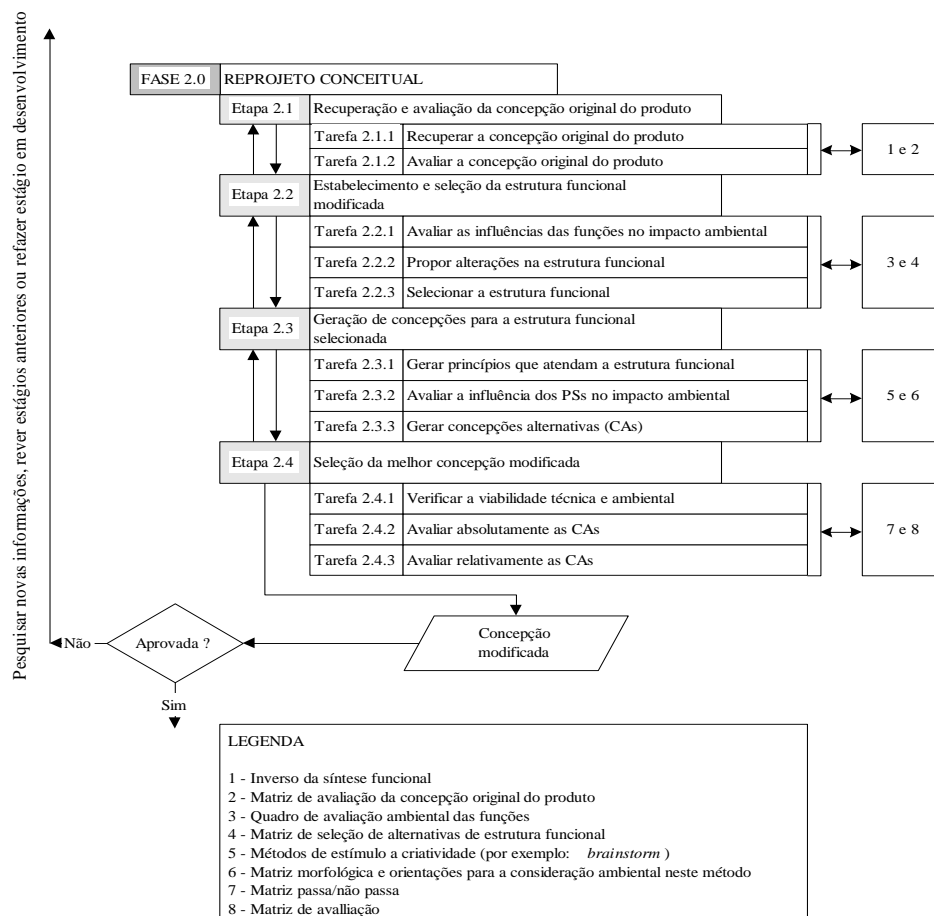 Pesquisar novas informações, rever estágios anteriores ou refazer estágio em desenvolvimento
FASE 2.0 REPROJETO CONCEITUAL
Etapa 2.1 Recuperação e avaliação da concepção original do produto
Tarefa 2.1.1 Recuperar a concepção original do produto
1 e 2
Tarefa 2.1.2 Avaliar a concepção original do produto
Etapa 2.2 Estabelecimento e seleção da estrutura funcional
modificada
Tarefa 2.2.1 Avaliar as influências das funções no impacto ambiental
Tarefa 2.2.2 Propor alterações na estrutura funcional
3 e 4
Tarefa 2.2.3 Selecionar a estrutura funcional
Etapa 2.3 Geração de concepções para a estrutura funcional
selecionada
Tarefa 2.3.1 Gerar princípios que atendam a estrutura funcional
Tarefa 2.3.2 Avaliar a influência dos PSs no impacto ambiental
5 e 6
Tarefa 2.3.3 Gerar concepções alternativas (CAs)
Etapa 2.4 Seleção da melhor concepção modificada
Tarefa 2.4.1 Verificar a viabilidade técnica e ambiental
Tarefa 2.4.2 Avaliar absolutamente as CAs
7 e 8
Tarefa 2.4.3 Avaliar relativamente as CAs
Concepção
modificada
Aprovada ?
Não
Sim
LEGENDA
1 - Inverso da síntese funcional
2 - Matriz de avaliação da concepção original do produto
3 - Quadro de avaliação ambiental das funções
4 - Matriz de seleção de alternativas de estrutura funcional
5 - Métodos de estímulo a criatividade (por exemplo: brainstorm )
6 - Matriz morfológica e orientações para a consideração ambiental neste método
7 - Matriz passa/não passa
8 - Matriz de avalliação